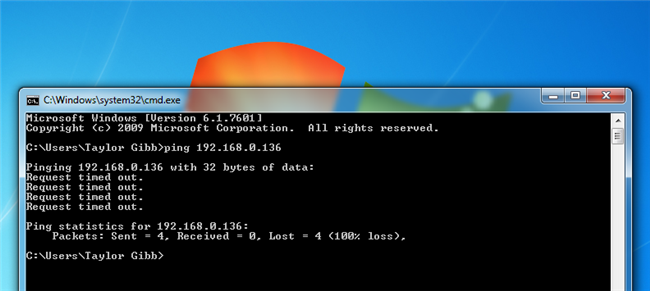 C:\Windows\system32\cmd.exe
Microsoft Windows [Version 6.1.7601]
Copyright (c) 2009 Microsoft Corporation.  All rights reserved.
C:\Users\Taylor Gibb>ping 192.168.0.136
Pinging 192.168.0.136 with 32 bytes of data:
Request timed out.
Request timed out.
Request timed out.
Request timed out.
Ping statistics for 192.168.0.136:
    Packets: Sent = 4, Received = 0, Lost = 4 (100% loss),
C:\Users\Taylor Gibb>